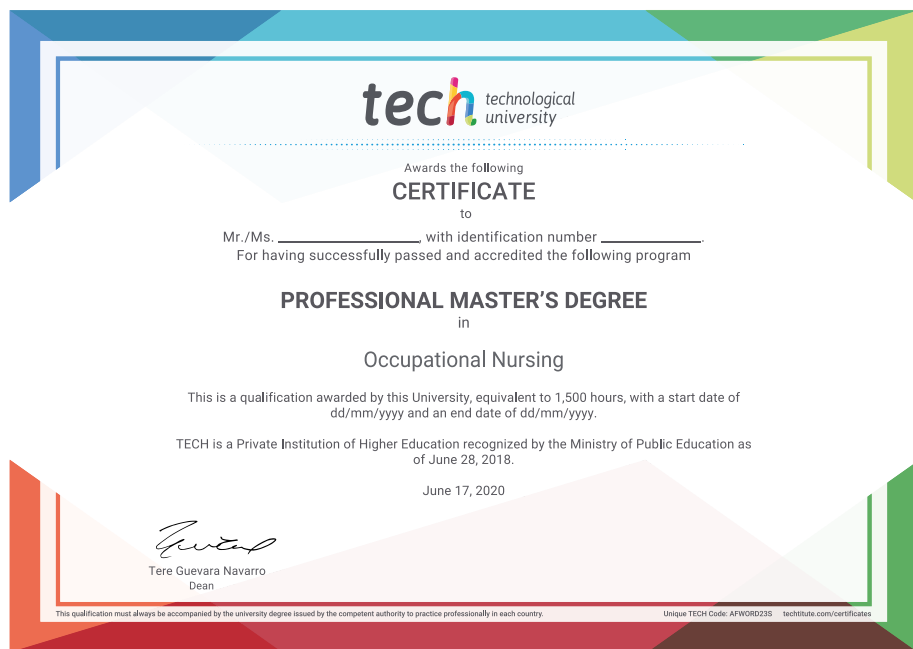 tech technological
university
Awards the following
CERTIFICATE
to
Mr./Ms. ____________________, with identification number ______________.
For having successfully passed and accredited the following program
PROFESSIONAL MASTER'S DEGREE
in
Occupational Nursing
This is a qualification awarded by this University, equivalent to 1,500 hours, with a start date of
dd/mm/yyyy and an end date of dd/mm/yyyy.
TECH is a Private Institution of Higher Education recognized by the Ministry of Public Education as
of June 28, 2018.
June 17, 2020
Tere Guevara Navarro
Dean
This qualification must always be accompanied by the university degree issued by the competent authority to practice professionally in each country.
Unique TECH Code: AFWORD23S techtitute.com/certificates